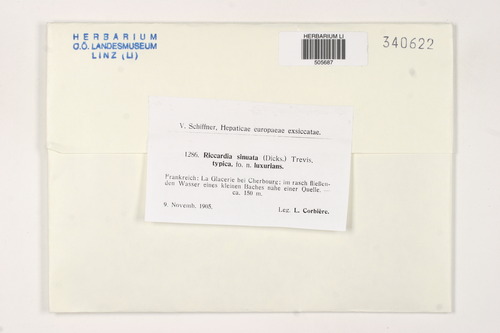 HERBARIUM
O.Ö. LANDESMUSEUM
LINZ (LI)
HERBARIUM LI
505687
340622
V. Schiffner, Hepaticae europaeae exsiccatae.
1286. Riccardia sinuata (Dicks.) Trevis,
typica, fo. n. luxurians.
Frankreich: La Glacerie bei Cherbourg; im rasch fließen-
den Wasser eines kleinen Baches nahe einer Quelle.
ca. 150 m.
9. Novemb. 1905.
Leg. L. Corbière.